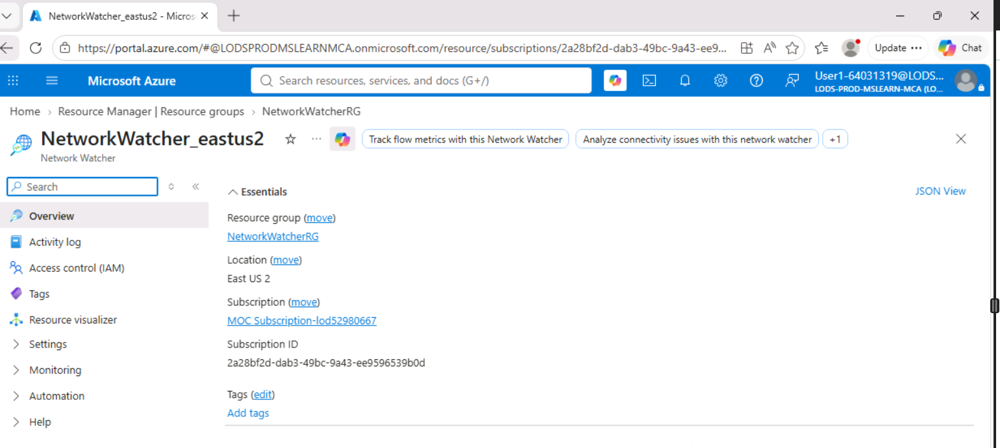 NetworkWatcher_eastus2 - Micros
https://portal.azure.com/#@LODSPRODMSLEARNMCA.onmicrosoft.com/resource/subscriptions/2a28bf2d-dab3-49bc-9a43-ee9...
Update
Chat
Microsoft Azure
Search resources, services, and docs (G+/)
User1-64031319@LODS...
LODS-PROD-MSLEARN-MCA (LO...
Home > Resource Manager | Resource groups > NetworkWatcherRG
NetworkWatcher_eastus2
Network Watcher
Track flow metrics with this Network Watcher
Analyze connectivity issues with this network watcher
+1
Search
Overview
Activity log
Access control (IAM)
Tags
Resource visualizer
Settings
Monitoring
Automation
Help
Essentials
JSON View
Resource group (move)
NetworkWatcherRG
Location (move)
East US 2
Subscription (move)
MOC Subscription-lod52980667
Subscription ID
2a28bf2d-dab3-49bc-9a43-ee9596539b0d
Tags (edit)
Add tags